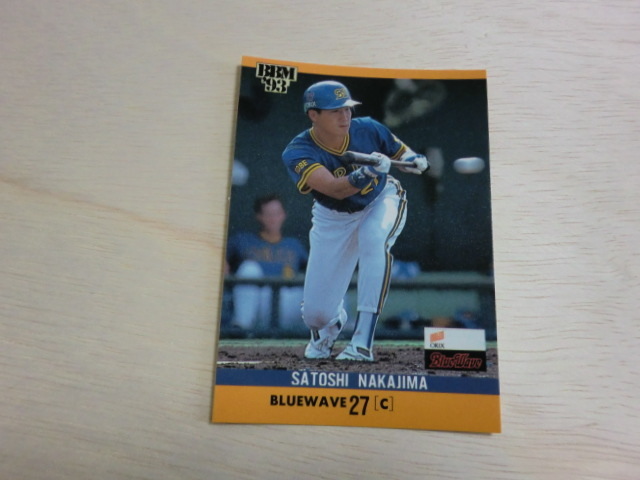 BBM
'93
ORIX
BlueWave
SATOSHI NAKAJIMA
BLUEWAVE 27 [C]